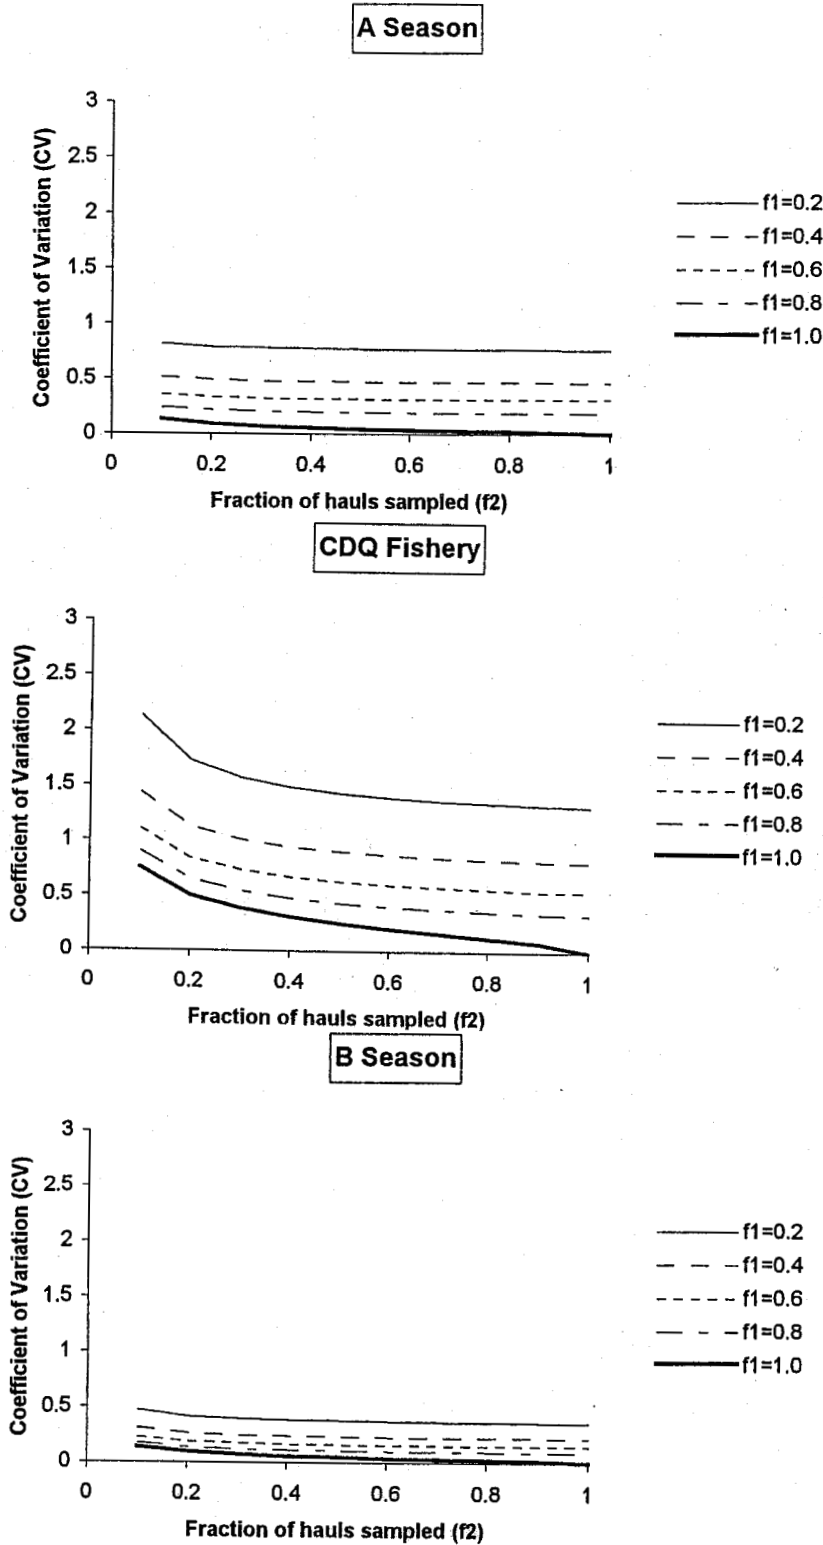 A Season
3
2.5
2
1.5
1
0.5
0
Coefficient of Variation (CV)
0 0.2 0.4 0.6 0.8 1
Fraction of hauls sampled (f2)
f1=0.2
f1=0.4
f1=0.6
f1=0.8
f1=1.0
CDQ Fishery
3
2.5
2
1.5
1
0.5
0
Coefficient of Variation (CV)
0 0.2 0.4 0.6 0.8 1
Fraction of hauls sampled (f2)
f1=0.2
f1=0.4
f1=0.6
f1=0.8
f1=1.0
B Season
3
2.5
2
1.5
1
0.5
0
Coefficient of Variation (CV)
0 0.2 0.4 0.6 0.8 1
Fraction of hauls sampled (f2)
f1=0.2
f1=0.4
f1=0.6
f1=0.8
f1=1.0